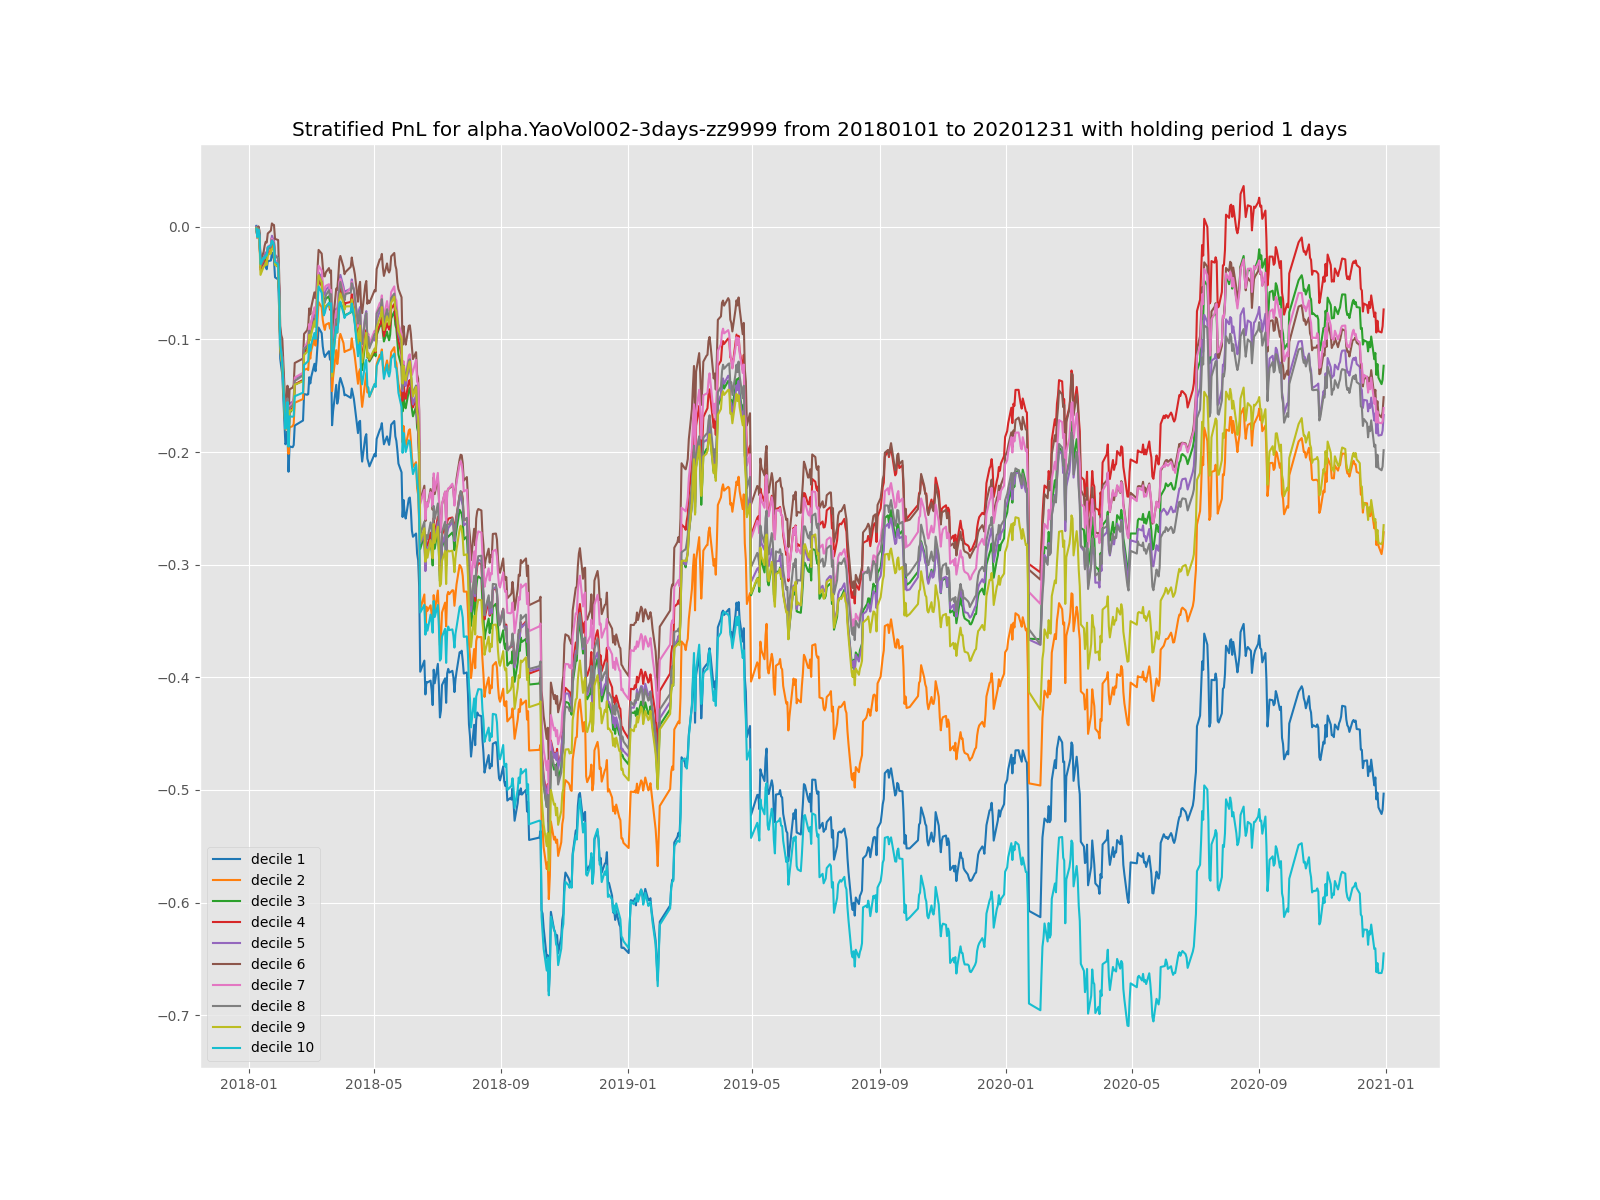 Stratified PnL for alpha.YaoVol002-3days-zz9999 from 20180101 to 20201231 with holding period 1 days
0.0
−0.1
−0.2
−0.3
−0.4
−0.5
−0.6
−0.7
decile 1
decile 2
decile 3
decile 4
decile 5
decile 6
decile 7
decile 8
decile 9
decile 10
2018-01 2018-05 2018-09 2019-01 2019-05 2019-09 2020-01 2020-05 2020-09 2021-01